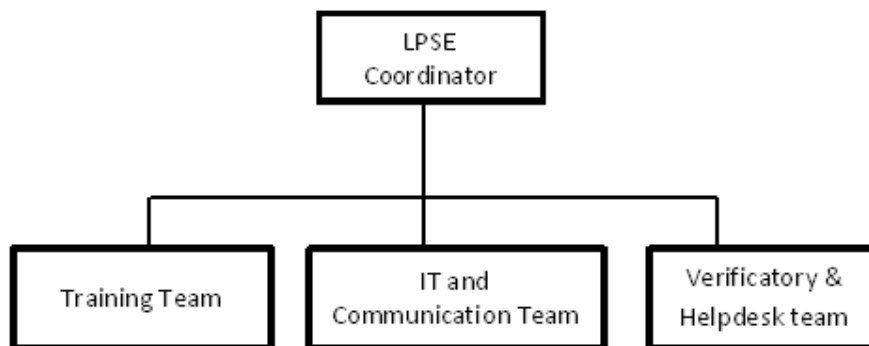 LPSE
Coordinator
Training Team
IT and
Communication Team
Verificatory &
Helpdesk team